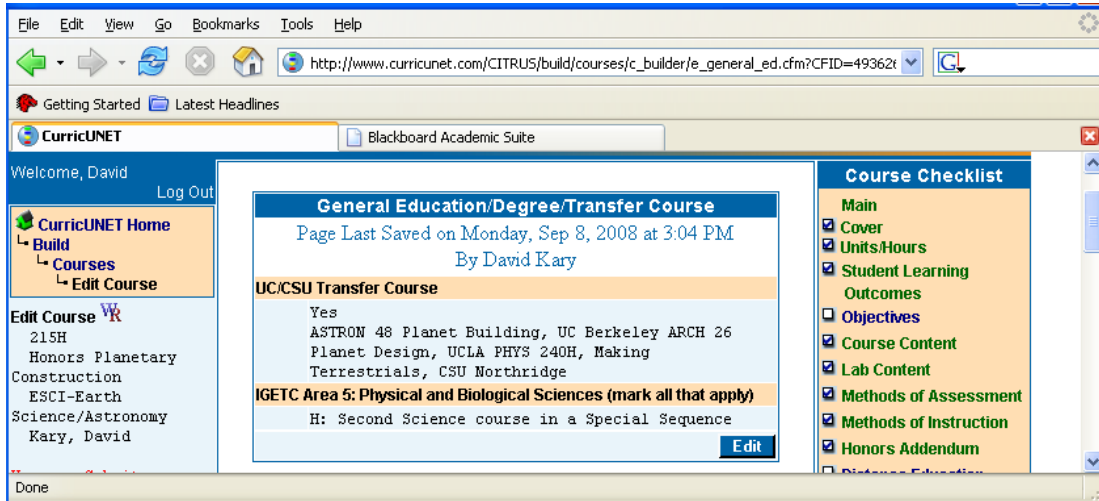 File Edit View Go Bookmarks Tools Help
http://www.curricunet.com/CITRUS/build/courses/c_builder/e_general_ed.cfm?CFID=49362
G
Getting Started Latest Headlines
CurricUNET
Blackboard Academic Suite
Welcome, David
Log Out
CurricUNET Home
Build
Courses
Edit Course
Edit Course WR
215H
Honors Planetary
Construction
ESCI-Earth
Science/Astronomy
Kary, David
General Education/Degree/Transfer Course
Page Last Saved on Monday, Sep 8, 2008 at 3:04 PM
By David Kary
UC/CSU Transfer Course
Yes
ASTRON 48 Planet Building, UC Berkeley ARCH 26
Planet Design, UCLA PHYS 240H, Making
Terrestrials, CSU Northridge
IGETC Area 5: Physical and Biological Sciences (mark all that apply)
H: Second Science course in a Special Sequence
Edit
Course Checklist
Main
Cover
Units/Hours
Student Learning
Outcomes
Objectives
Course Content
Lab Content
Methods of Assessment
Methods of Instruction
Honors Addendum
Distance Education
Done